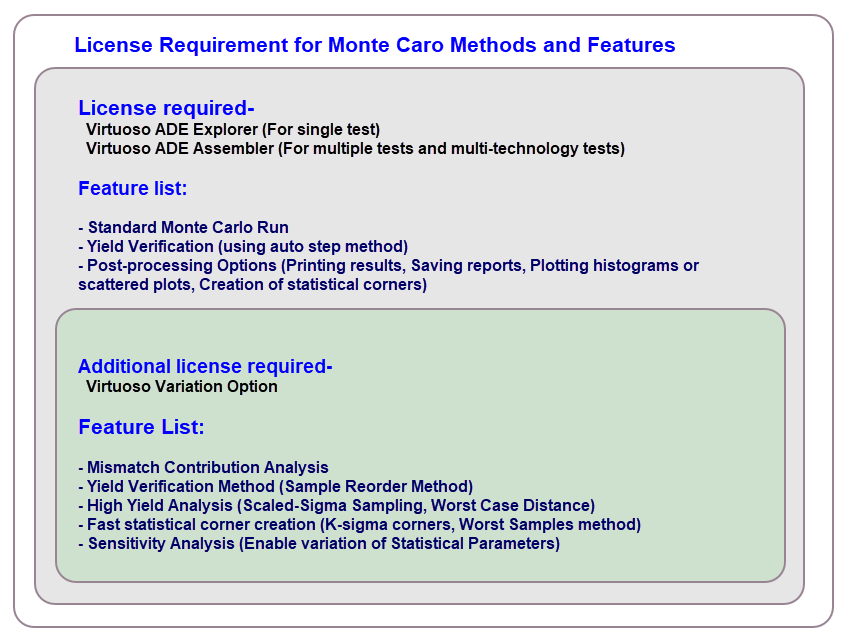 License Requirement for Monte Caro Methods and Features
License required-
Virtuoso ADE Explorer (For single test)
Virtuoso ADE Assembler (For multiple tests and multi-technology tests)
Feature list:
- Standard Monte Carlo Run
- Yield Verification (using auto step method)
- Post-processing Options (Printing results, Saving reports, Plotting histograms or
scattered plots, Creation of statistical corners)
Additional license required-
Virtuoso Variation Option
Feature List:
- Mismatch Contribution Analysis
- Yield Verification Method (Sample Reorder Method)
- High Yield Analysis (Scaled-Sigma Sampling, Worst Case Distance)
- Fast statistical corner creation (K-sigma corners, Worst Samples method)
- Sensitivity Analysis (Enable variation of Statistical Parameters)